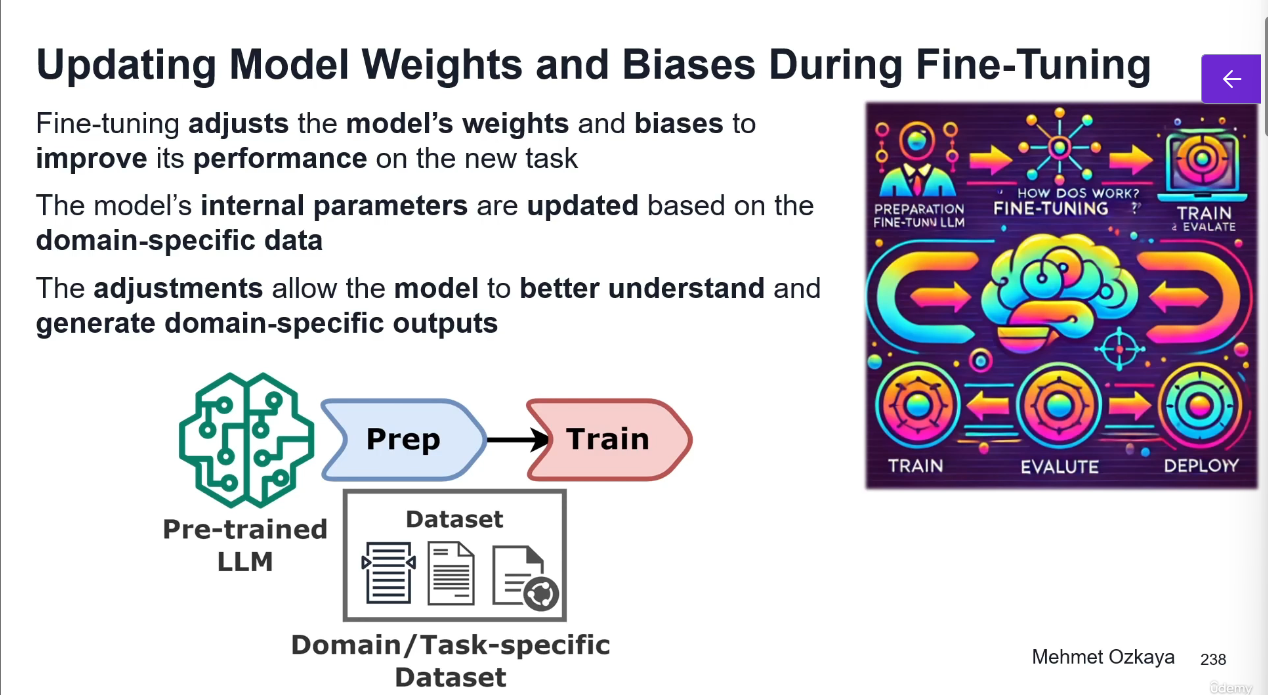 Updating Model Weights and Biases During Fine-Tuning
Fine-tuning adjusts the model's weights and biases to
improve its performance on the new task
The model's internal parameters are updated based on the
domain-specific data
The adjustments allow the model to better understand and
generate domain-specific outputs
PREPARATION
FINE-TUNN LLM
HOW DOS WORK?
FINE-TUNING ?
TRAIN
& EVALATE
TRAIN
EVALUTE
DEPLOYY
Pre-trained
LLM
Prep
Train
Dataset
Domain/Task-specific
Dataset
Mehmet Ozkaya
238
ûdemy